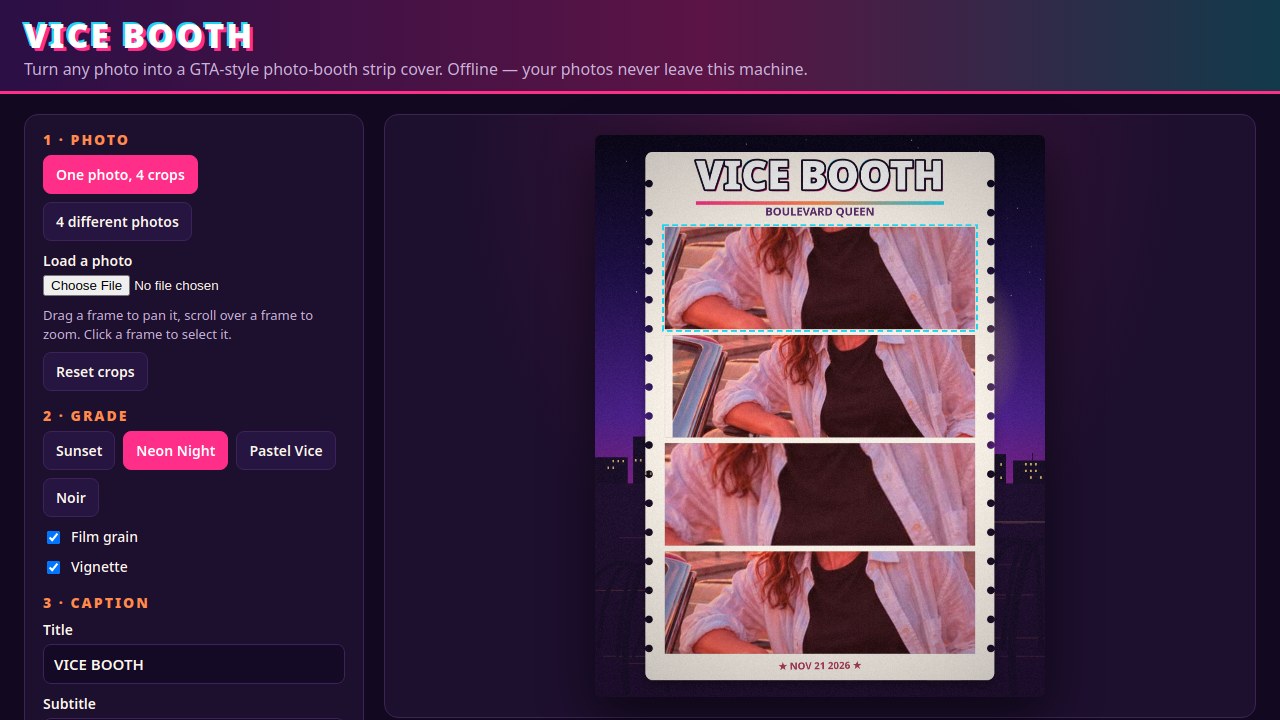 VICE BOOTH
Turn any photo into a GTA-style photo-booth strip cover. Offline — your photos never leave this machine.
1 · PHOTO
One photo, 4 crops
4 different photos
Load a photo
Choose File No file chosen
Drag a frame to pan it, scroll over a frame to
zoom. Click a frame to select it.
Reset crops
2 · GRADE
Sunset
Neon Night
Pastel Vice
Noir
Film grain
Vignette
3 · CAPTION
Title
VICE BOOTH
Subtitle
VICE BOOTH
BOULEVARD QUEEN
★ NOV 21 2026 ★